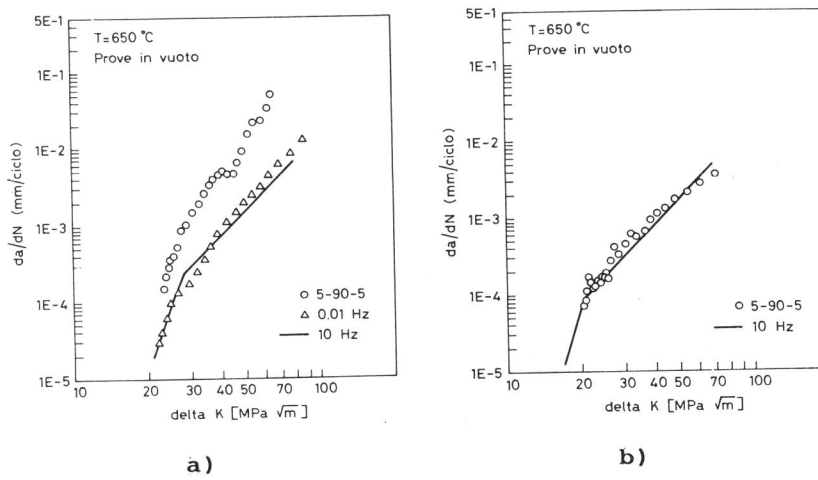 5E-1
T=650 °C
Prove in vuoto
1E-1
1E-2
1E-3
1E-4
1E-5
da/dN (mm/ciclo)
5-90-5
0.01 Hz
10 Hz
10 20 30 40 50 70 100
delta K [MPa √m]
a)
5E-1
T=650 °C
Prove in vuoto
1E-1
1E-2
1E-3
1E-4
1E-5
da/dN (mm/ciclo)
5-90-5
10 Hz
10 20 30 40 50 70 100
delta K [MPa √m]
b)